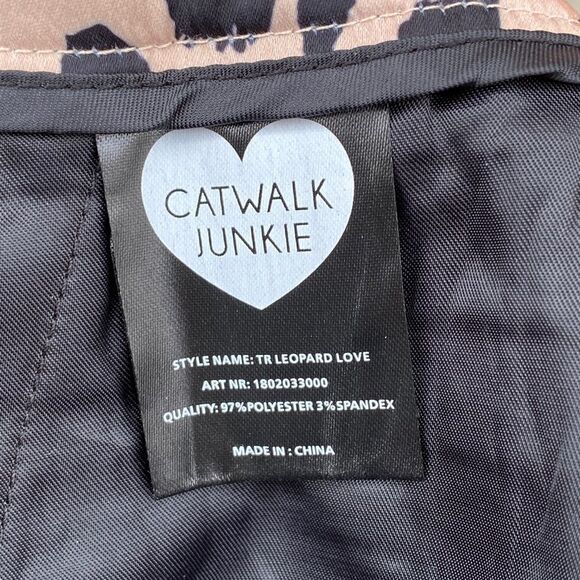 CATWALK
JUNKIE
STYLE NAME: TR LEOPARD LOVE
ART NR: 1802033000
QUALITY: 97%POLYESTER 3%SPANDEX
MADE IN : CHINA